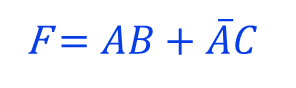 F = AB + ĀC